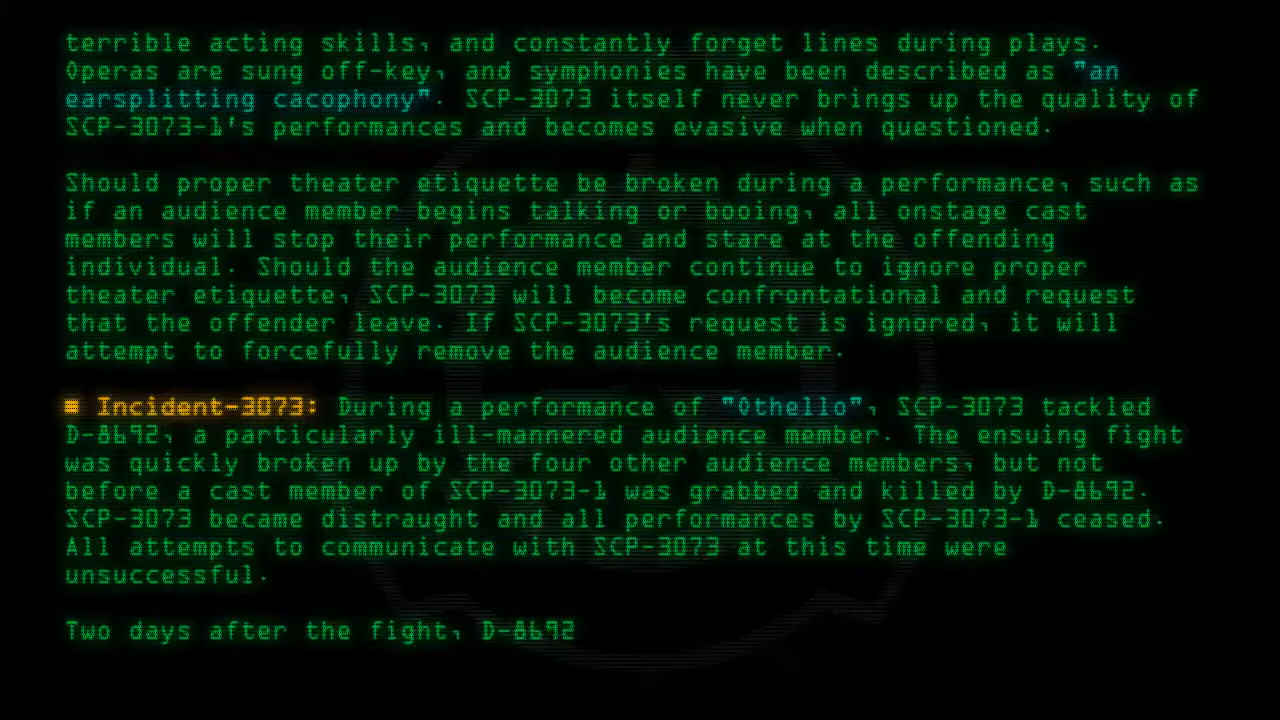 terrible acting skills, and constantly forget lines during plays.
Operas are sung off-key, and symphonies have been described as "an
earsplitting cacophony". SCP-3073 itself never brings up the quality of
SCP-3073-1's performances and becomes evasive when questioned.
Should proper theater etiquette be broken during a performance, such as
if an audience member begins talking or booing, all onstage cast
members will stop their performance and stare at the offending
individual. Should the audience member continue to ignore proper
theater etiquette, SCP-3073 will become confrontational and request
that the offender leave. If SCP-3073's request is ignored, it will
attempt to forcefully remove the audience member.
■ Incident-3073: During a performance of "Othello", SCP-3073 tackled
D-8692, a particularly ill-mannered audience member. The ensuing fight
was quickly broken up by the four other audience members, but not
before a cast member of SCP-3073-1 was grabbed and killed by D-8692.
SCP-3073 became distraught and all performances by SCP-3073-1 ceased.
All attempts to communicate with SCP-3073 at this time were
unsuccessful.
Two days after the fight, D-8692